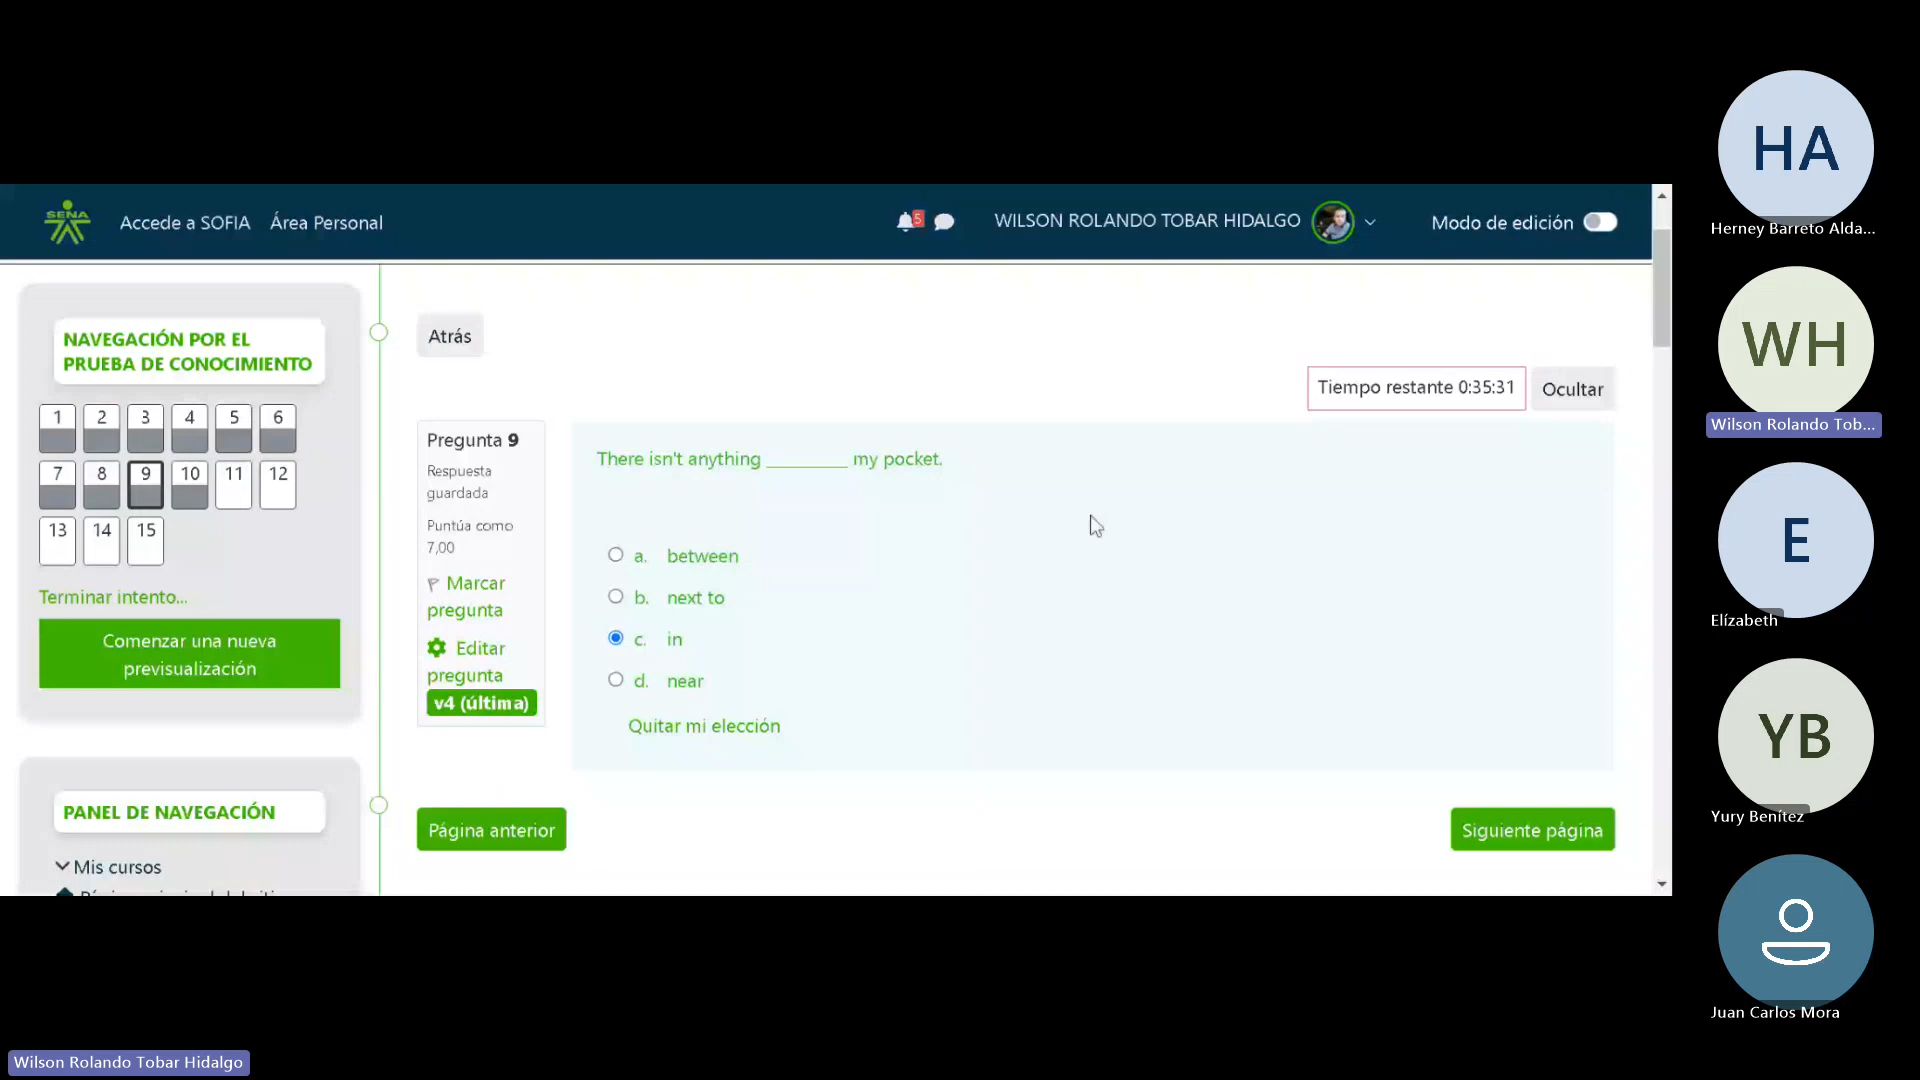 SENA
Accede a SOFIA
Área Personal
5
WILSON ROLANDO TOBAR HIDALGO
Modo de edición
NAVEGACIÓN POR EL
PRUEBA DE CONOCIMIENTO
1 2 3 4 5 6
7 8 9 10 11 12
13 14 15
Terminar intento...
Comenzar una nueva
previsualización
PANEL DE NAVEGACIÓN
Mis cursos
Atrás
Tiempo restante 0:35:31
Ocultar
Pregunta 9
Respuesta
guardada
Puntúa como
7,00
Marcar
pregunta
Editar
pregunta
v4 (última)
There isn't anything _________ my pocket.
a. between
b. next to
c. in
d. near
Quitar mi elección
Página anterior
Siguiente página
HA
Herney Barreto Alda...
WH
Wilson Rolando Tob...
E
Elízabeth
YB
Yury Benítez
Juan Carlos Mora
Wilson Rolando Tobar Hidalgo